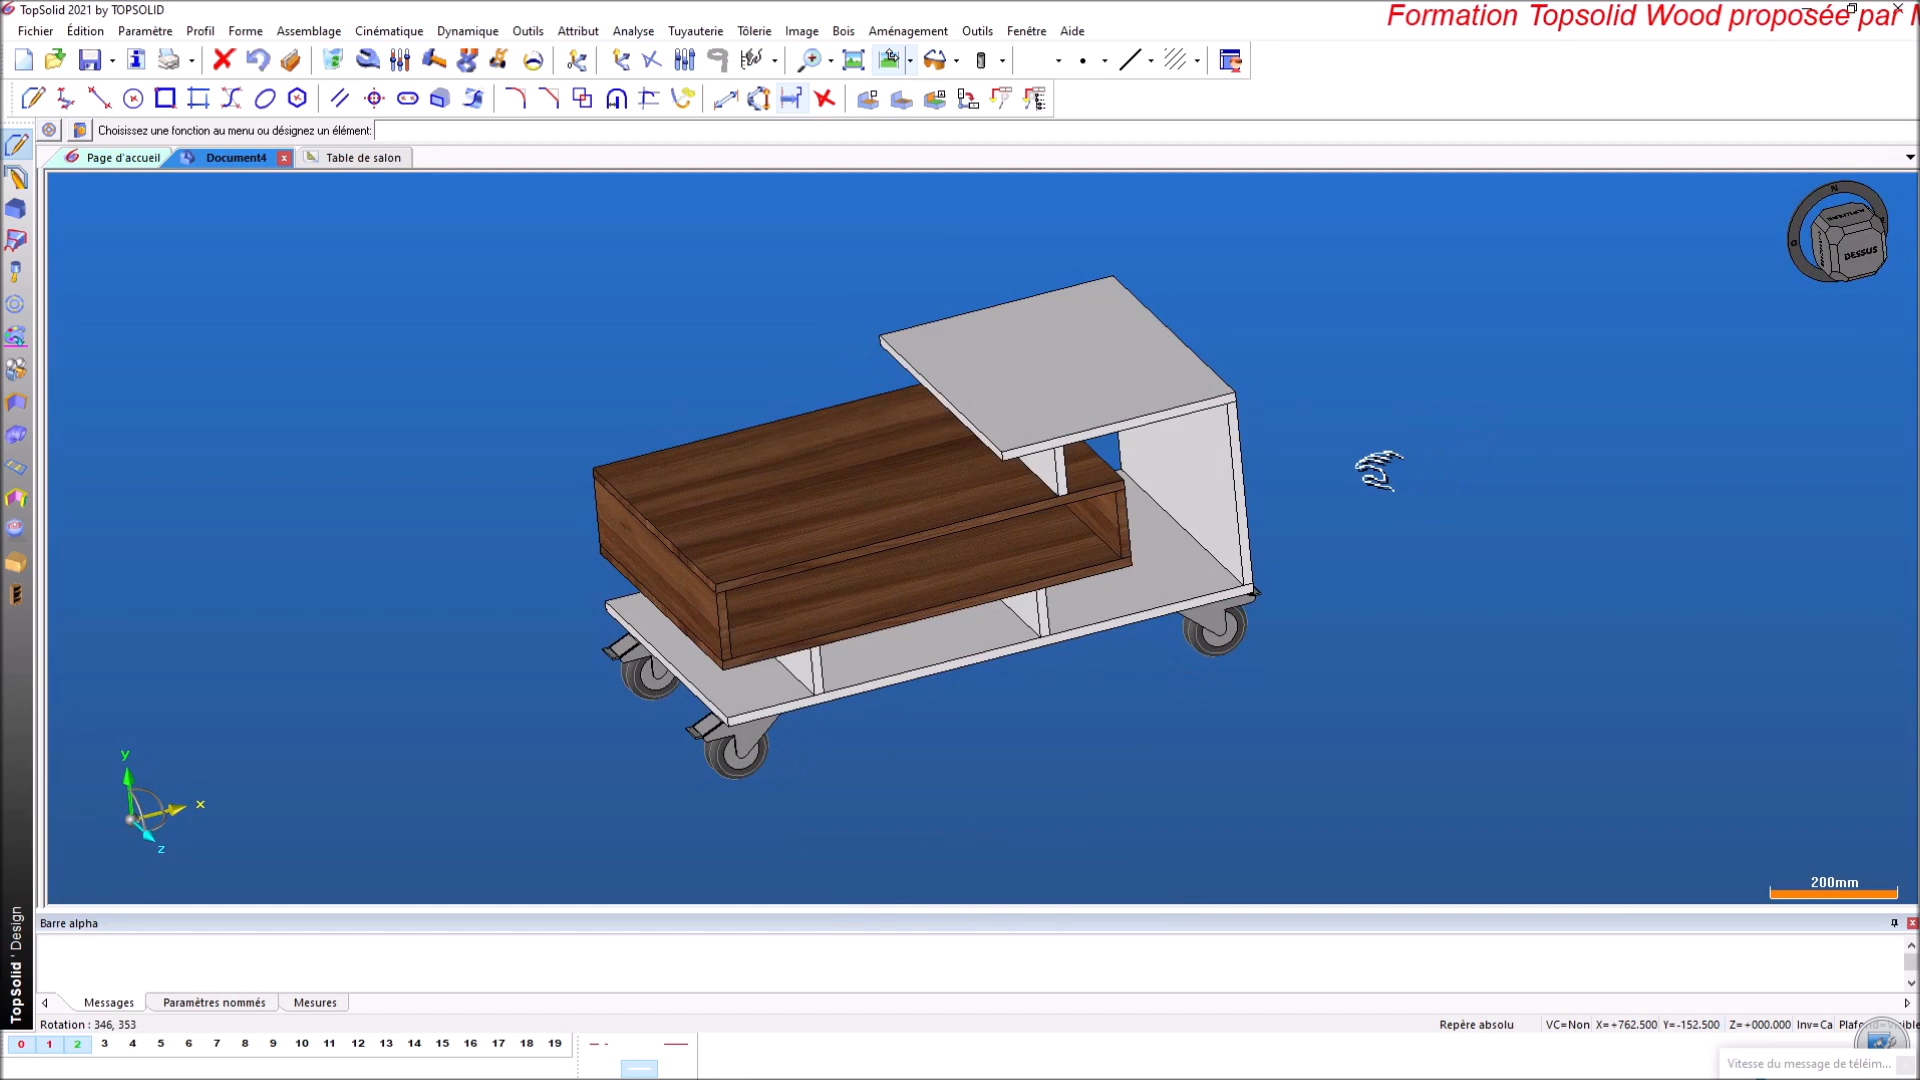 TopSolid 2021 by TOPSOLID
Formation Topsolid Wood proposée par
Fichier Édition Paramètre Profil Forme Assemblage Cinématique Dynamique Outils Attribut Analyse Tuyauterie Tôlerie Image Bois Aménagement Outils Fenêtre Aide
Choisissez une fonction au menu ou désignez un élément:
Page d'accueil Document4 Table de salon
N
DESSUS
y
x
z
200mm
TopSolid ' Design
Barre alpha
Messages Paramètres nommés Mesures
Rotation : 346, 353
Repère absolu VC=Non X=+762.500 Y=-152.500 Z=+000.000 Inv=Ca
0 1 2 3 4 5 6 7 8 9 10 11 12 13 14 15 16 17 18 19
Vitesse du message de téléim...